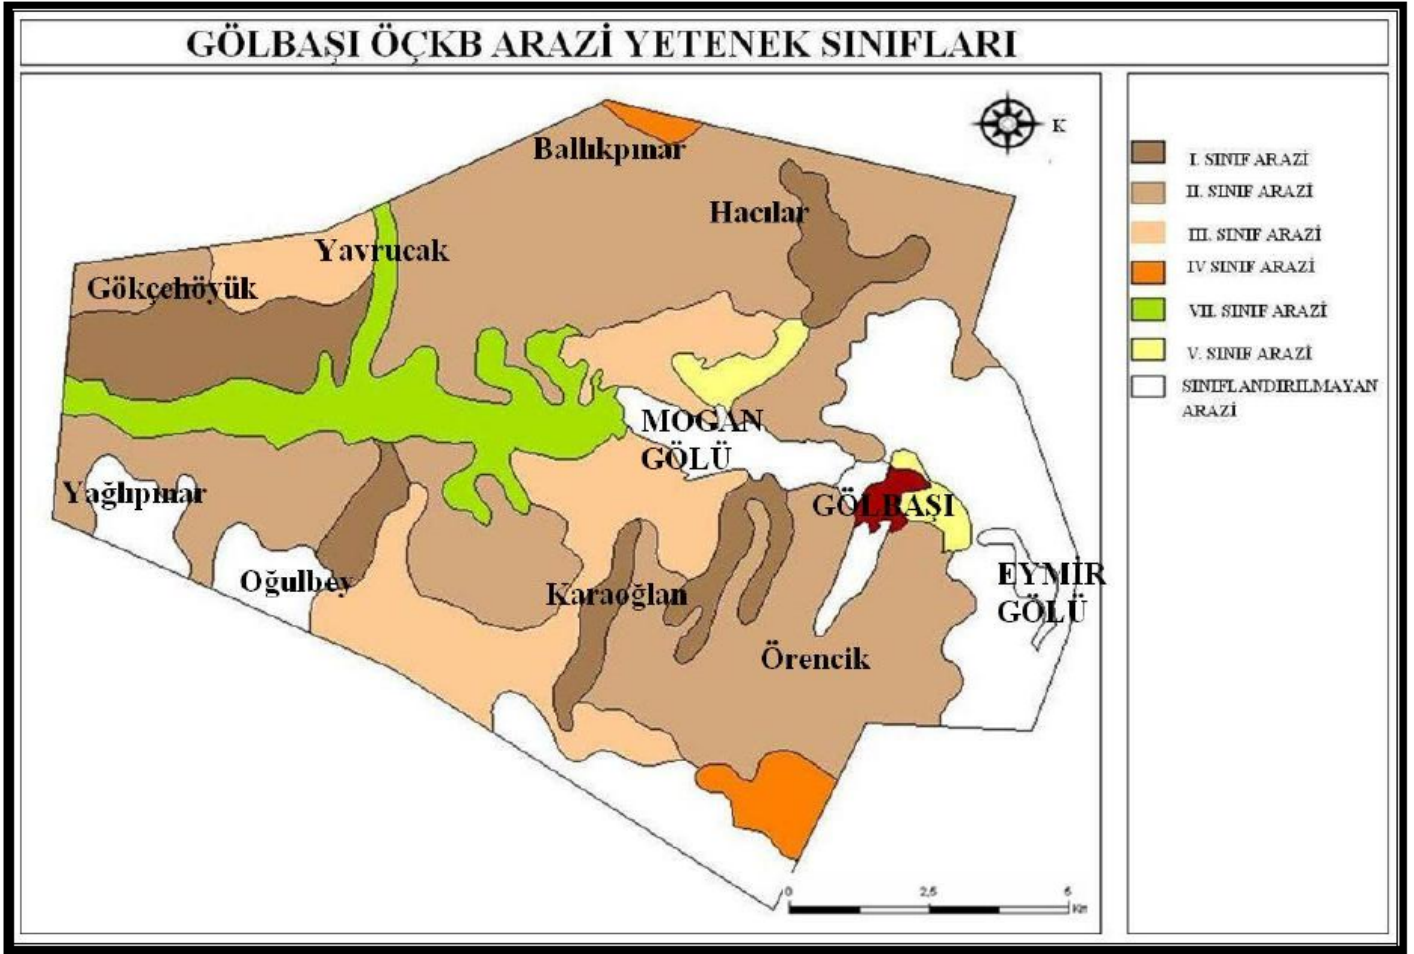 GÖLBAŞI ÖÇKB ARAZİ YETENEK SINIFLARI
K
Ballıkpınar
Hacılar
Yavrucak
Gökçehöyük
MOGAN
GÖLÜ
Yağlıpınar
GÖLBAŞI
Oğulbey
Karaoğlan
EYMİR
GÖLÜ
Örencik
0 2,5 5
Km
I. SINIF ARAZİ
II. SINIF ARAZİ
III. SINIF ARAZİ
IV SINIF ARAZİ
VII. SINIF ARAZİ
V. SINIF ARAZİ
SINIFLANDIRILMAYAN
ARAZİ